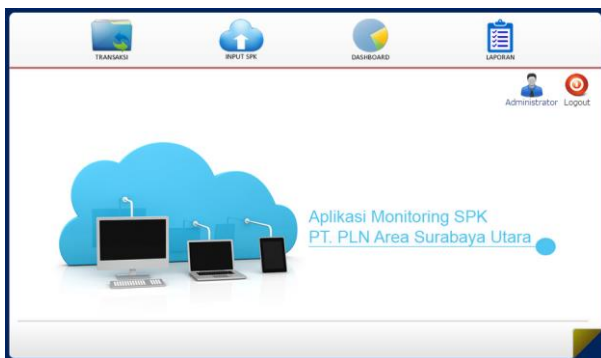 TRANSAKSI INPUT SPK DASHBOARD LAPORAN
Administrator Logout
Aplikasi Monitoring SPK
PT. PLN Area Surabaya Utara